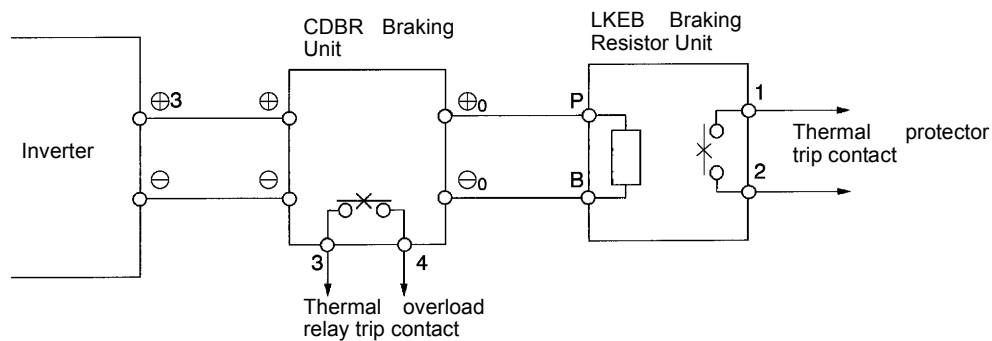 CDBR Braking
Unit
LKEB Braking
Resistor Unit
Inverter
⊕3
⊖
⊕
⊖
⊕0
⊖0
P
B
1
2
Thermal protector
trip contact
3
4
Thermal overload
relay trip contact